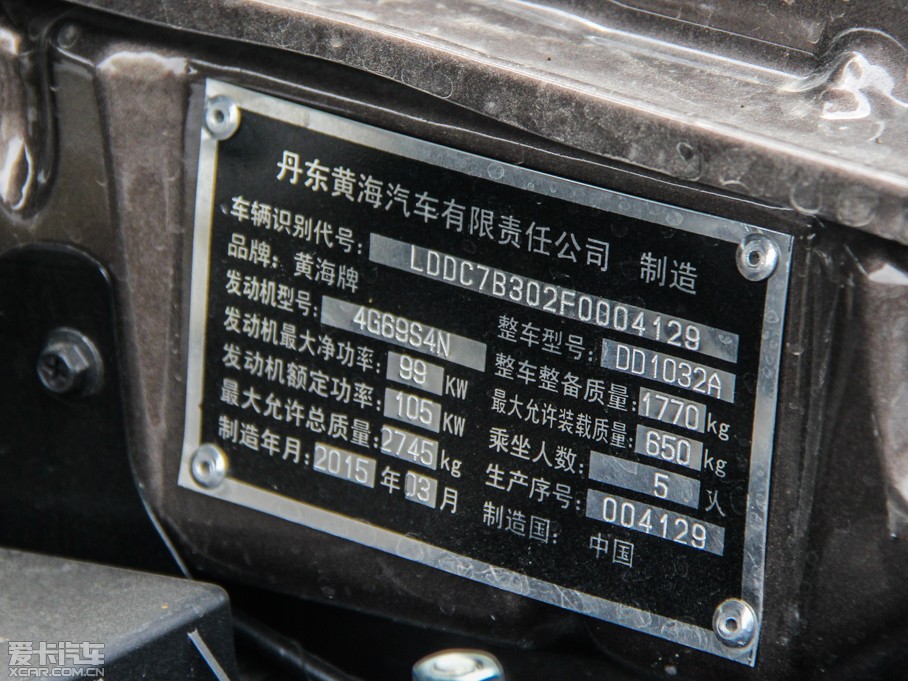 丹东黄海汽车有限责任公司 制造
车辆识别代号: LDDC7B302F0004129
品牌: 黄海牌 整车型号: DD1032A
发动机型号: 4G69S4N 整车整备质量: 1770 kg
发动机最大净功率: 99 KW 最大允许装载质量: 650 kg
发动机额定功率: 105 KW 乘坐人数: 5 人
最大允许总质量: 2745 kg 生产序号: 004129
制造年月: 2015 年 03 月 制造国: 中国
爱卡汽车
XCAR.COM.CN